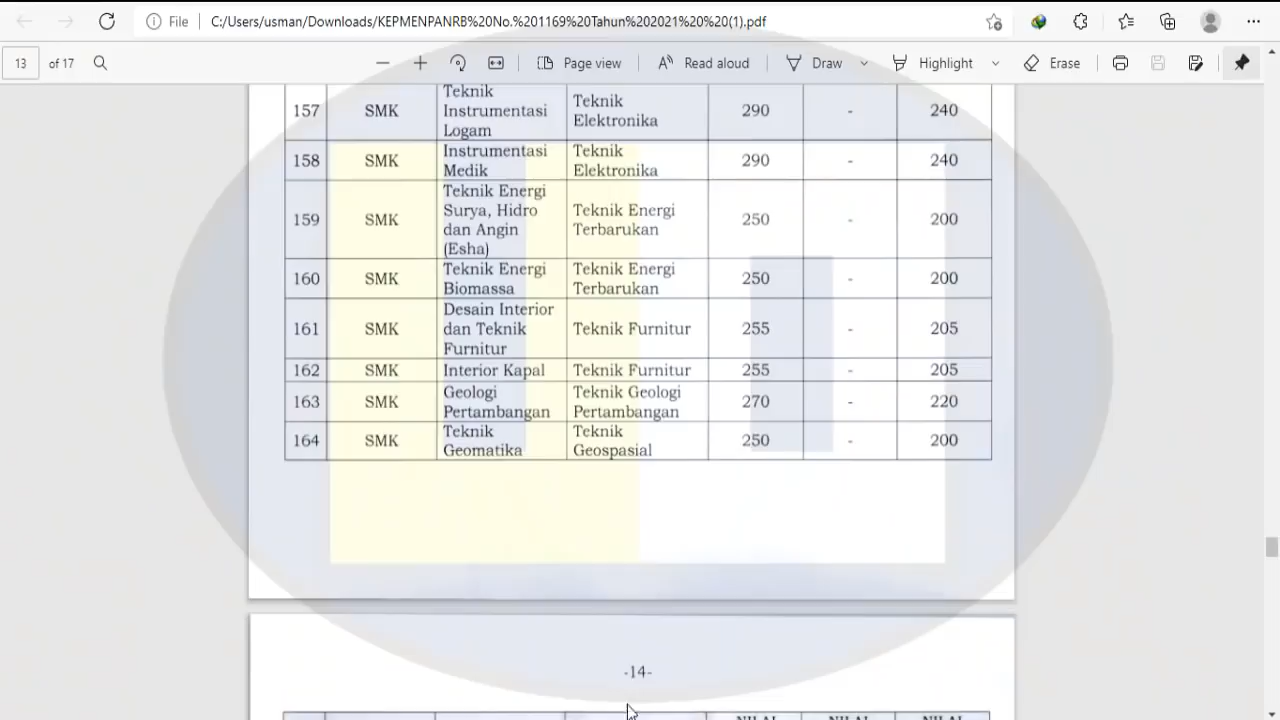 File C:/Users/usman/Downloads/KEPMENPANRB%20No.%201169%20Tahun%202021%20%20(1).pdf
13 of 17 Page view Read aloud Draw Highlight Erase
157 SMK Teknik Instrumentasi Logam Teknik Elektronika 290 - 240
158 SMK Instrumentasi Medik Teknik Elektronika 290 - 240
159 SMK Teknik Energi Surya, Hidro dan Angin (Esha) Teknik Energi Terbarukan 250 - 200
160 SMK Teknik Energi Biomassa Teknik Energi Terbarukan 250 - 200
161 SMK Desain Interior dan Teknik Furnitur Teknik Furnitur 255 - 205
162 SMK Interior Kapal Teknik Furnitur 255 - 205
163 SMK Geologi Pertambangan Teknik Geologi Pertambangan 270 - 220
164 SMK Teknik Geomatika Teknik Geospasial 250 - 200
-14-